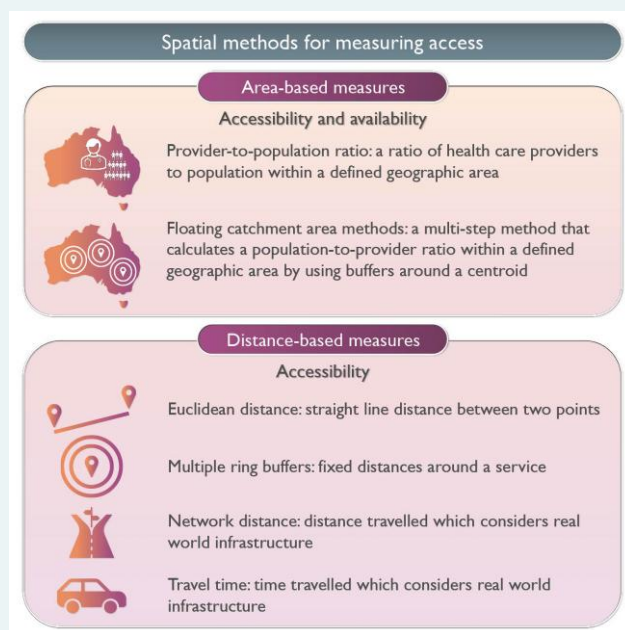 Spatial methods for measuring access
Area-based measures
Accessibility and availability
Provider-to-population ratio: a ratio of health care providers
to population within a defined geographic area
Floating catchment area methods: a multi-step method that
calculates a population-to-provider ratio within a defined
geographic area by using buffers around a centroid
Distance-based measures
Accessibility
Euclidean distance: straight line distance between two points
Multiple ring buffers: fixed distances around a service
Network distance: distance travelled which considers real
world infrastructure
Travel time: time travelled which considers real world
infrastructure